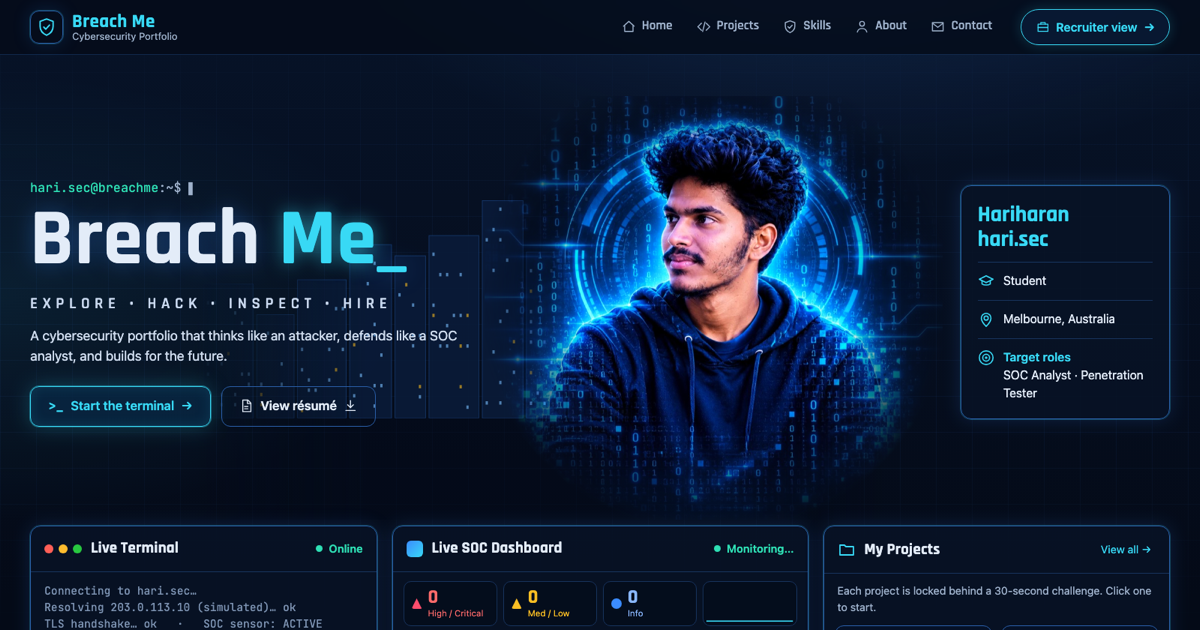 Breach Me
Cybersecurity Portfolio
Home
Projects
Skills
About
Contact
Recruiter view →
hari.sec@breachme:~$
Breach Me_
EXPLORE • HACK • INSPECT • HIRE
A cybersecurity portfolio that thinks like an attacker, defends like a SOC
analyst, and builds for the future.
>_ Start the terminal →
View résumé
Hariharan
hari.sec
Student
Melbourne, Australia
Target roles
SOC Analyst · Penetration
Tester
Live Terminal
Online
Connecting to hari.sec…
Resolving 203.0.113.10 (simulated)… ok
TLS handshake… ok · SOC sensor: ACTIVE
Live SOC Dashboard
Monitoring...
0
High / Critical
0
Med / Low
0
Info
My Projects
View all →
Each project is locked behind a 30-second challenge. Click one
to start.